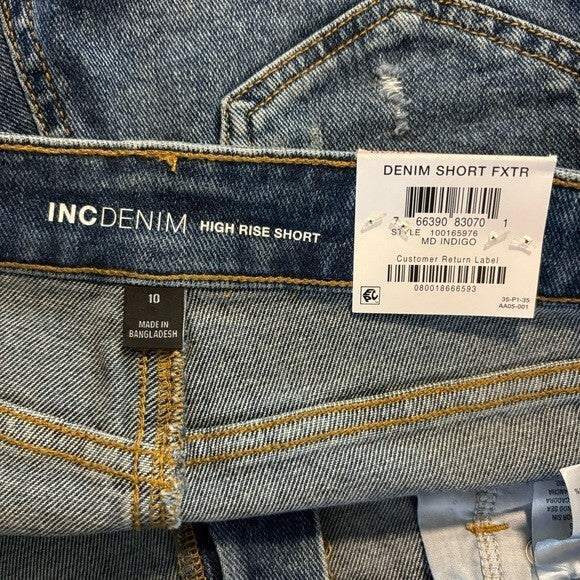 DENIM SHORT FXTR
7 66390 83070 1
STYLE 100165976
MD INDIGO
Customer Return Label
080018666593
35-P1-35
AA05-001
INCDENIM HIGH RISE SHORT
10
MADE IN
BANGLADESH